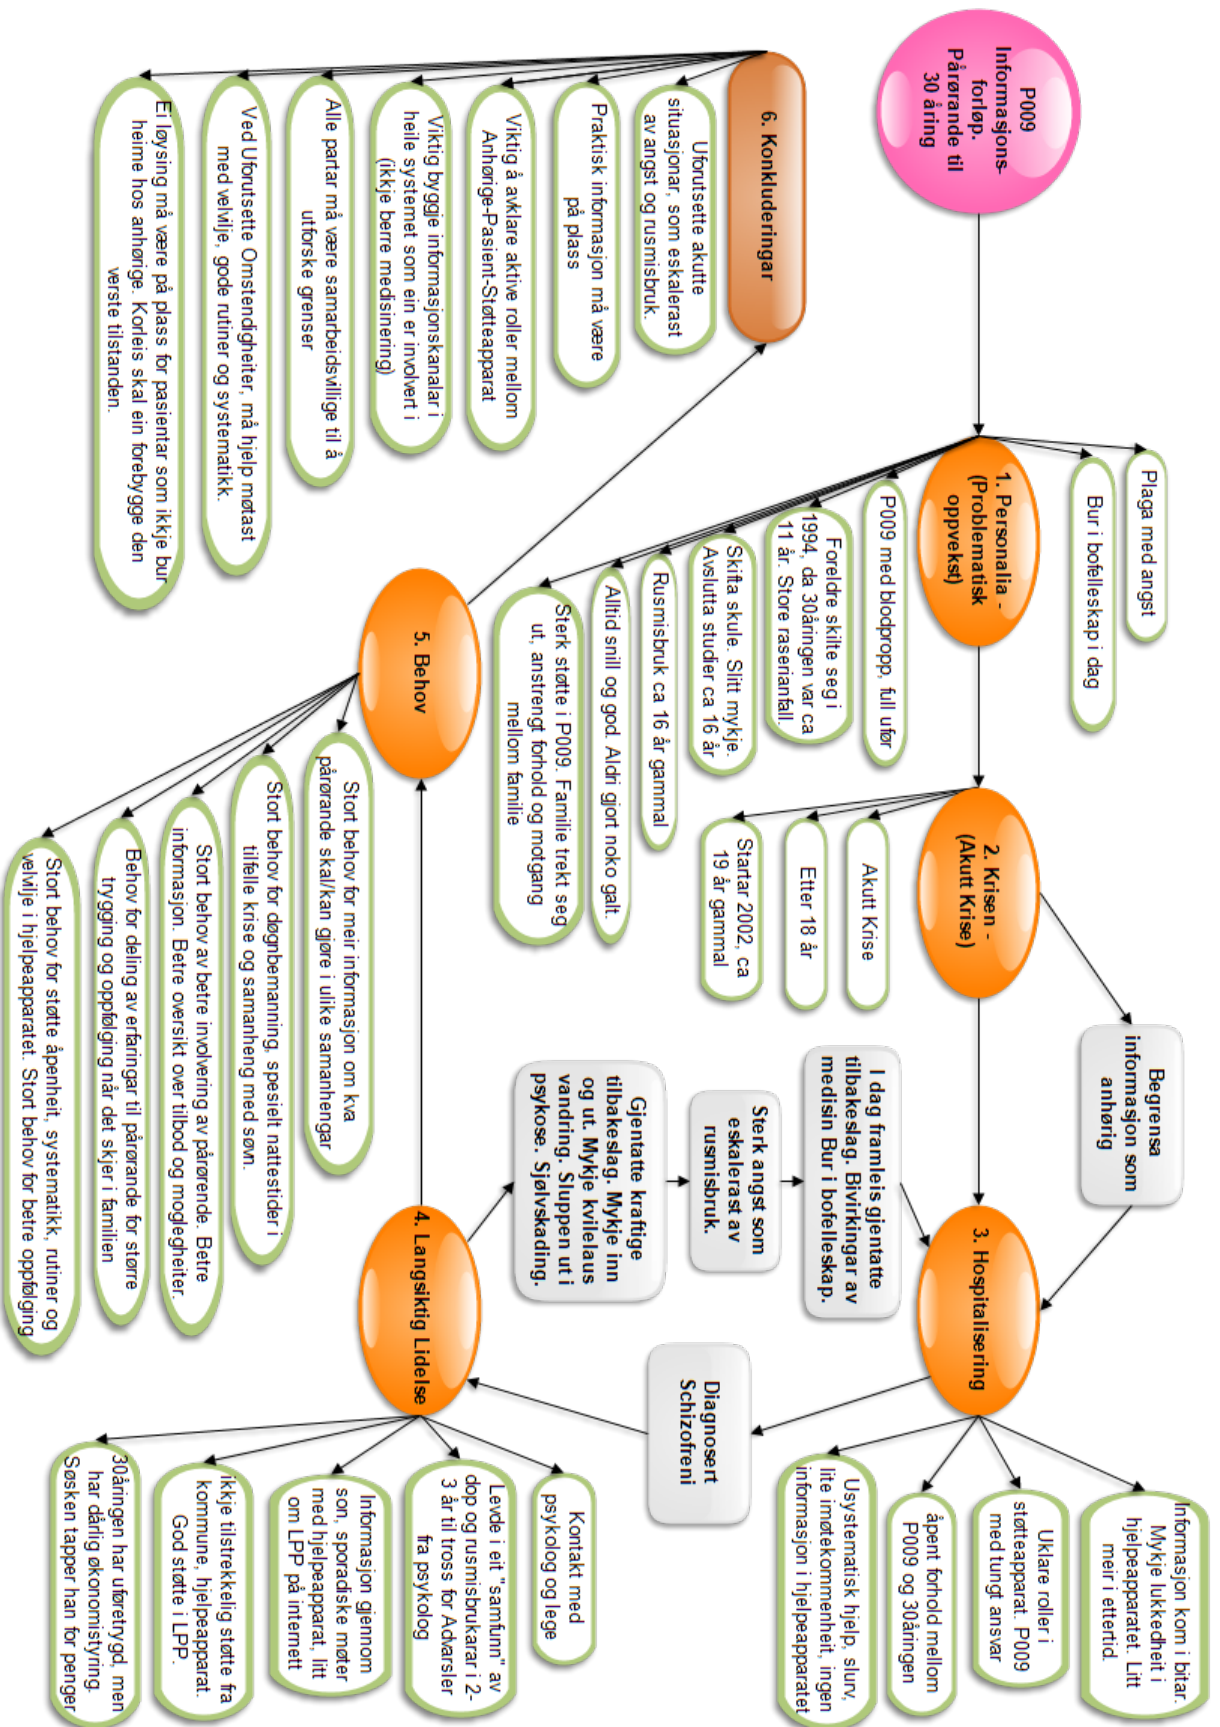 P009
Informasjons-
forløp.
Pårørande til
30 åring
1. Personalia -
(Problematisk
oppvekst)
Plaga med angst
Bur i bofelleskap i dag
P009 med blodpropp, full ufør
Foreldre skilte seg i
1994, da 30åringen var ca
11 år. Store raserianfall.
Skifta skule. Slitt mykje.
Avslutta studier ca 16 år
Rusmisbruk ca 16 år gammal
Alltid snill og god. Aldri gjort noko galt.
Sterk støtte i P009. Familie trekt seg
ut, anstrengt forhold og motgang
mellom familie
2. Krisen -
(Akutt Krise)
Akutt Krise
Etter 18 år
Startar 2002, ca
19 år gammal
Begrensa
informasjon som
anhørig
3. Hospitalisering
Informasjon kom i bitar.
Mykje lukkedheit i
hjelpeapparatet. Litt
meir i ettertid.
Uklare roller i
støtteapparat. P009
med tungt ansvar
åpent forhold mellom
P009 og 30åringen
Usystematisk hjelp, slurv,
lite imøtekommenheit, ingen
informasjon i hjelpeapparatet
Diagnosert
Schizofreni
4. Langsiktig Lidelse
Kontakt med
psykolog og lege
Levde i eit "samfunn" av
dop og rusmisbrukarar i 2-
3 år til tross for Advarsler
fra psykolog
Informasjon gjennom
son, sporadiske møter
med hjelpeapparat, litt
om LPP på internett
ikkje tilstrekkelig støtte fra
kommune, hjelpeapparat.
God støtte i LPP.
30åringen har uføretrygd, men
har dårlig økonomistyring.
Søsken tapper han for penger
Gjentatte kraftige
tilbakeslag. Mykje inn
og ut. Mykje kvilelaus
vandring. Sluppen ut i
psykose. Sjølvskading.
Sterk angst som
eskalerast av
rusmisbruk.
I dag framleis gjentatte
tilbakeslag. Bivirkingar av
medisin Bur i bofelleskap.
5. Behov
Stort behov for meir informasjon om kva
pårørande skal/kan gjøre i ulike samanhengar
Stort behov for døgnbemanning, spesielt nattestider i
tilfelle krise og samanheng med søvn.
Stort behov av betre involvering av pårørende. Betre
informasjon. Betre oversikt over tilbod og moglegheiter.
Behov for deling av erfaringar til pårørande for større
trygging og oppfølging når det skjer i familien
Stort behov for støtte åpenheit, systematikk, rutiner og
velvilje i hjelpeapparatet. Stort behov for betre oppfølging
6. Konkluderingar
Uforutsette akutte
situasjonar, som eskalerast
av angst og rusmisbruk.
Praktisk informasjon må være
på plass
Viktig å avklare aktive roller mellom
Anhørige-Pasient-Støtteapparat
Viktig byggje informasjonskanalar i
heile systemet som ein er involvert i
(ikkje berre medisinering)
Alle partar må være samarbeidsvillige til å
utforske grenser
Ved Uforutsette Omstendigheiter, må hjelp møtast
med velvilje, gode rutiner og systematikk.
Ei løysing må være på plass for pasientar som ikkje bur
heime hos anhørige. Korleis skal ein forebygge den
verste tilstanden.